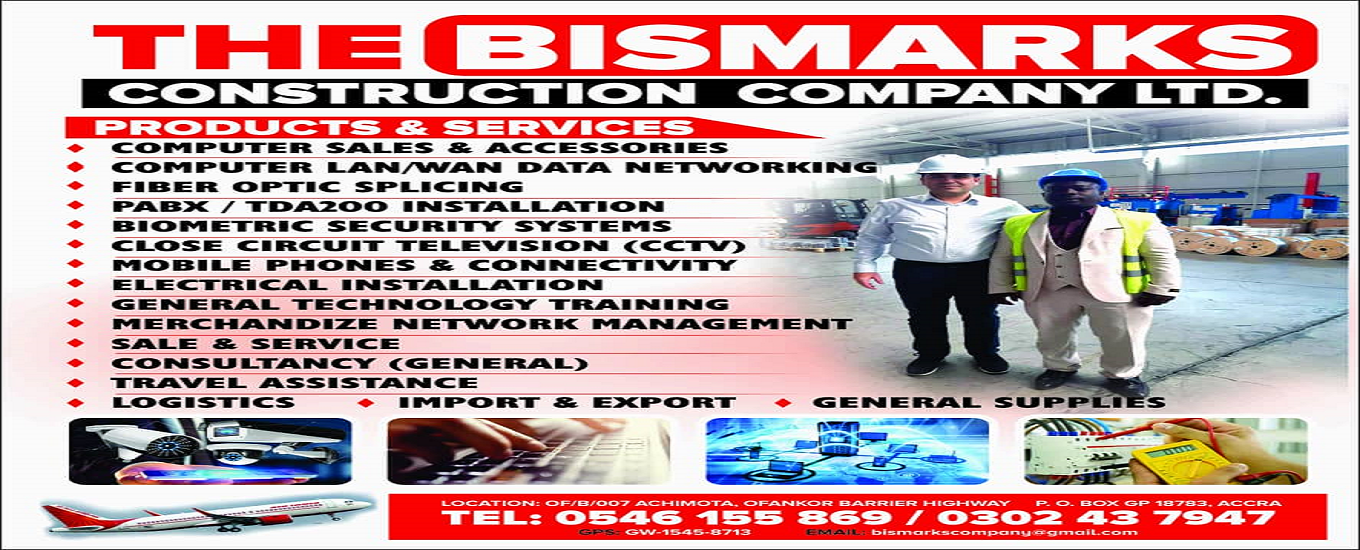 THE BISMARKS
CONSTRUCTION COMPANY LTD.
PRODUCTS & SERVICES
COMPUTER SALES & ACCESSORIES
COMPUTER LAN/WAN DATA NETWORKING
FIBER OPTIC SPLICING
PABX / TDA200 INSTALLATION
BIOMETRIC SECURITY SYSTEMS
CLOSE CIRCUIT TELEVISION (CCTV)
MOBILE PHONES & CONNECTIVITY
ELECTRICAL INSTALLATION
GENERAL TECHNOLOGY TRAINING
MERCHANDIZE NETWORK MANAGEMENT
SALE & SERVICE
CONSULTANCY (GENERAL)
TRAVEL ASSISTANCE
LOGISTICS IMPORT & EXPORT GENERAL SUPPLIES
LOCATION: OF/B/007 ACHIMOTA, OFANKOR BARRIER HIGHWAY P. O. BOX GP 18783, ACCRA
TEL: 0546 155 869 / 0302 43 7947
GPS: GW-1545-8713 EMAIL: bismarkscompany@gmail.com